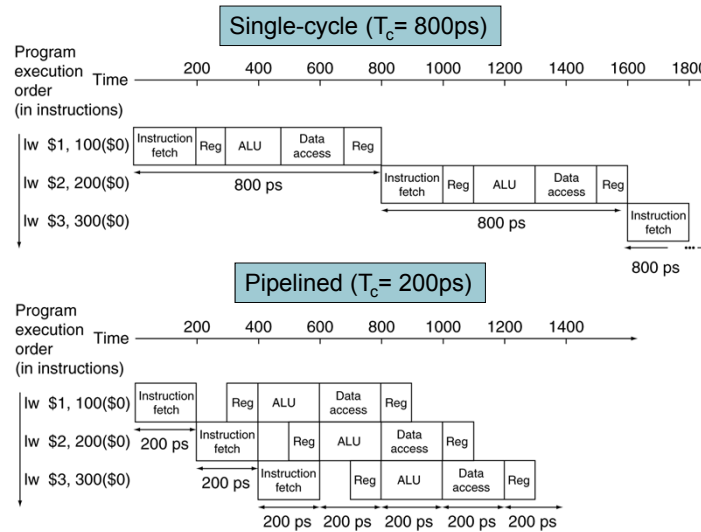 Single-cycle (Tc= 800ps)
Program
execution
order
(in instructions)
Time
200 400 600 800 1000 1200 1400 1600 1800
lw $1, 100($0)
Instruction
fetch
Reg
ALU
Data
access
Reg
800 ps
lw $2, 200($0)
Instruction
fetch
Reg
ALU
Data
access
Reg
800 ps
lw $3, 300($0)
Instruction
fetch
800 ps
...
Pipelined (Tc= 200ps)
Program
execution
order
(in instructions)
Time
200 400 600 800 1000 1200 1400
lw $1, 100($0)
Instruction
fetch
Reg
ALU
Data
access
Reg
200 ps
lw $2, 200($0)
Instruction
fetch
Reg
ALU
Data
access
Reg
200 ps
lw $3, 300($0)
Instruction
fetch
Reg
ALU
Data
access
Reg
200 ps 200 ps 200 ps 200 ps 200 ps